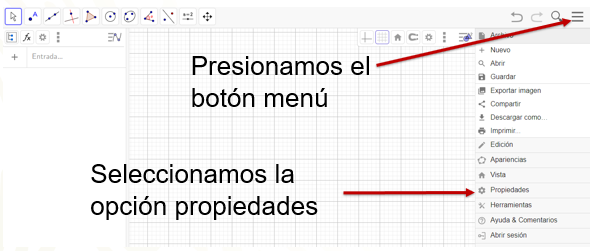 a=2
Archivo
Entrada...
Nuevo
Presionamos el
botón menú
Abrir
Guardar
Exportar imagen
Compartir
Descargar como...
Imprimir...
Edición
Apariencias
Seleccionamos la
opción propiedades
Vista
Propiedades
Herramientas
Ayuda & Comentarios
Abrir sesión